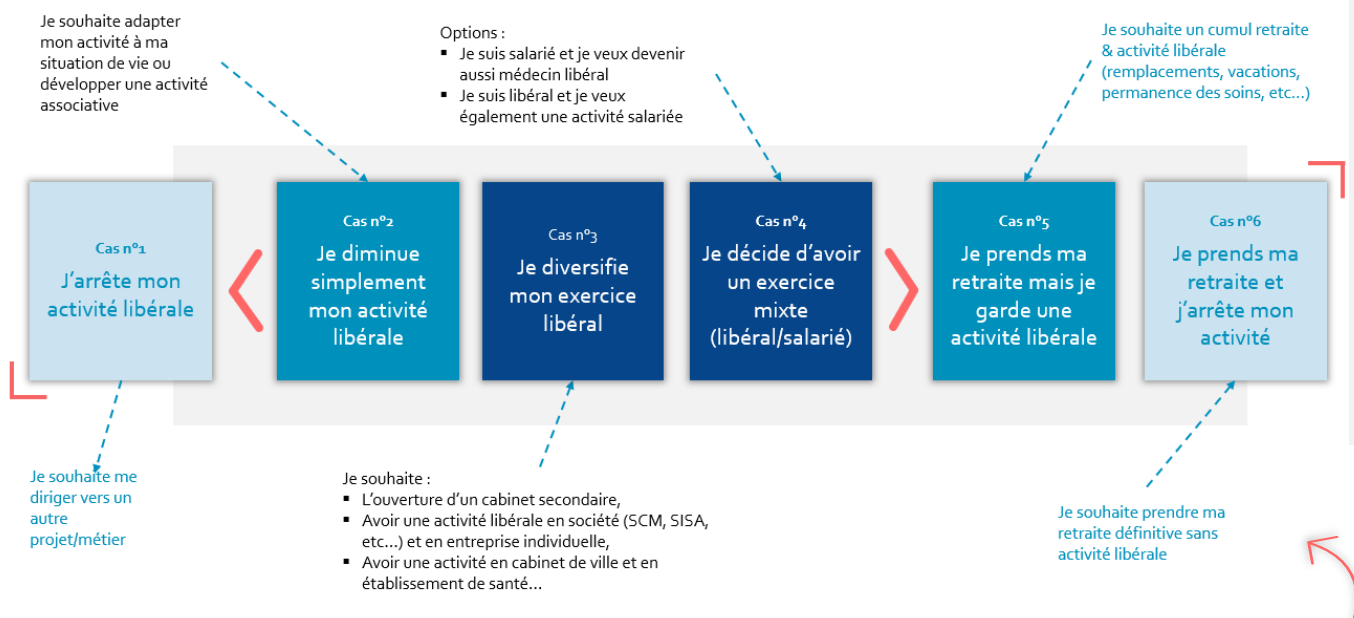 Je souhaite adapter
mon activité à ma
situation de vie ou
développer une activité
associative
Options :
▪ Je suis salarié et je veux devenir
aussi médecin libéral
▪ Je suis libéral et je veux
également une activité salariée
Je souhaite un cumul retraite
& activité libérale
(remplacements, vacations,
permanence des soins, etc…)
Cas n°1
J’arrête mon
activité libérale
Cas n°2
Je diminue
simplement
mon activité
libérale
Cas n°3
Je diversifie
mon exercice
libéral
Cas n°4
Je décide d’avoir
un exercice
mixte
(libéral/salarié)
Cas n°5
Je prends ma
retraite mais je
garde une
activité libérale
Cas n°6
Je prends ma
retraite et
j’arrête mon
activité
Je souhaite me
diriger vers un
autre
projet/métier
Je souhaite :
▪ L’ouverture d’un cabinet secondaire,
▪ Avoir une activité libérale en société (SCM, SISA,
etc…) et en entreprise individuelle,
▪ Avoir une activité en cabinet de ville et en
établissement de santé…
Je souhaite prendre ma
retraite définitive sans
activité libérale